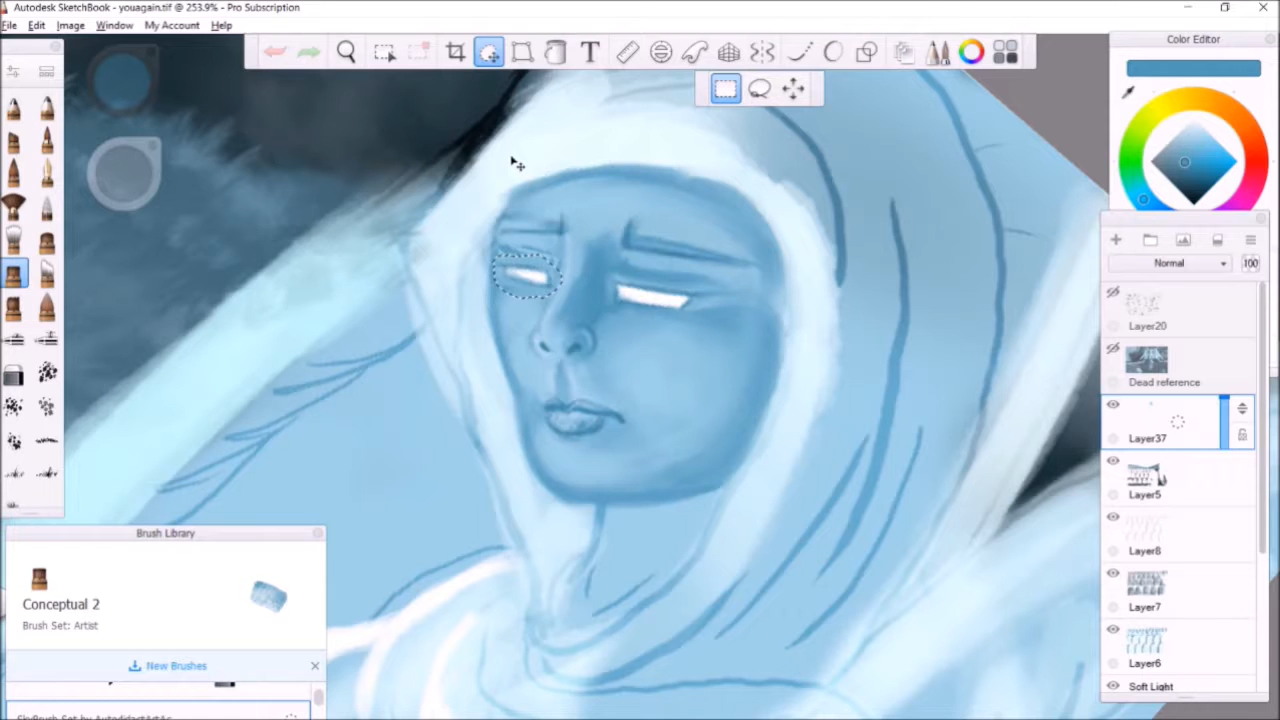 Autodesk SketchBook - youagain.tif @ 253.9% - Pro Subscription
File Edit Image Window My Account Help
T
Color Editor
Normal
100
Layer20
Dead reference
Layer37
Layer5
Layer8
Layer7
Layer6
Soft Light
Brush Library
Conceptual 2
Brush Set: Artist
New Brushes